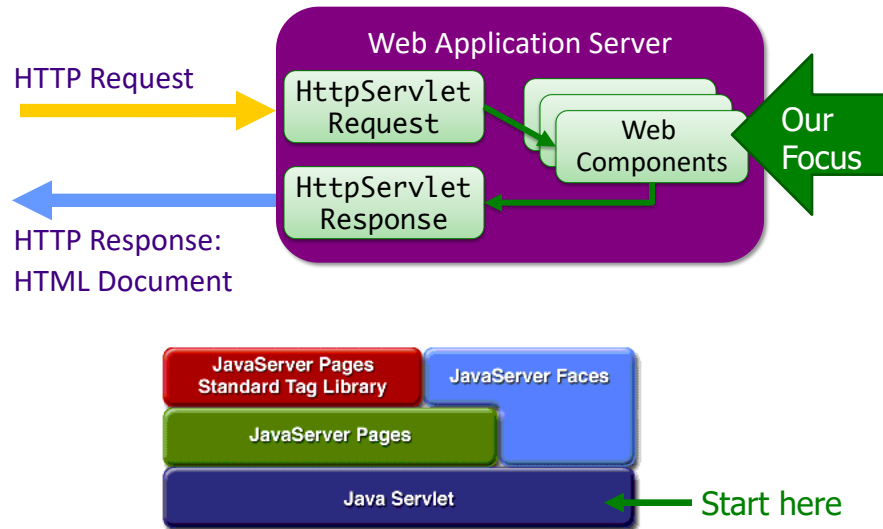 Web Application Server
HTTP Request
HttpServlet
Request
Web
Components
Our
Focus
HttpServlet
Response
HTTP Response:
HTML Document
JavaServer Pages
Standard Tag Library
JavaServer Faces
JavaServer Pages
Java Servlet
Start here